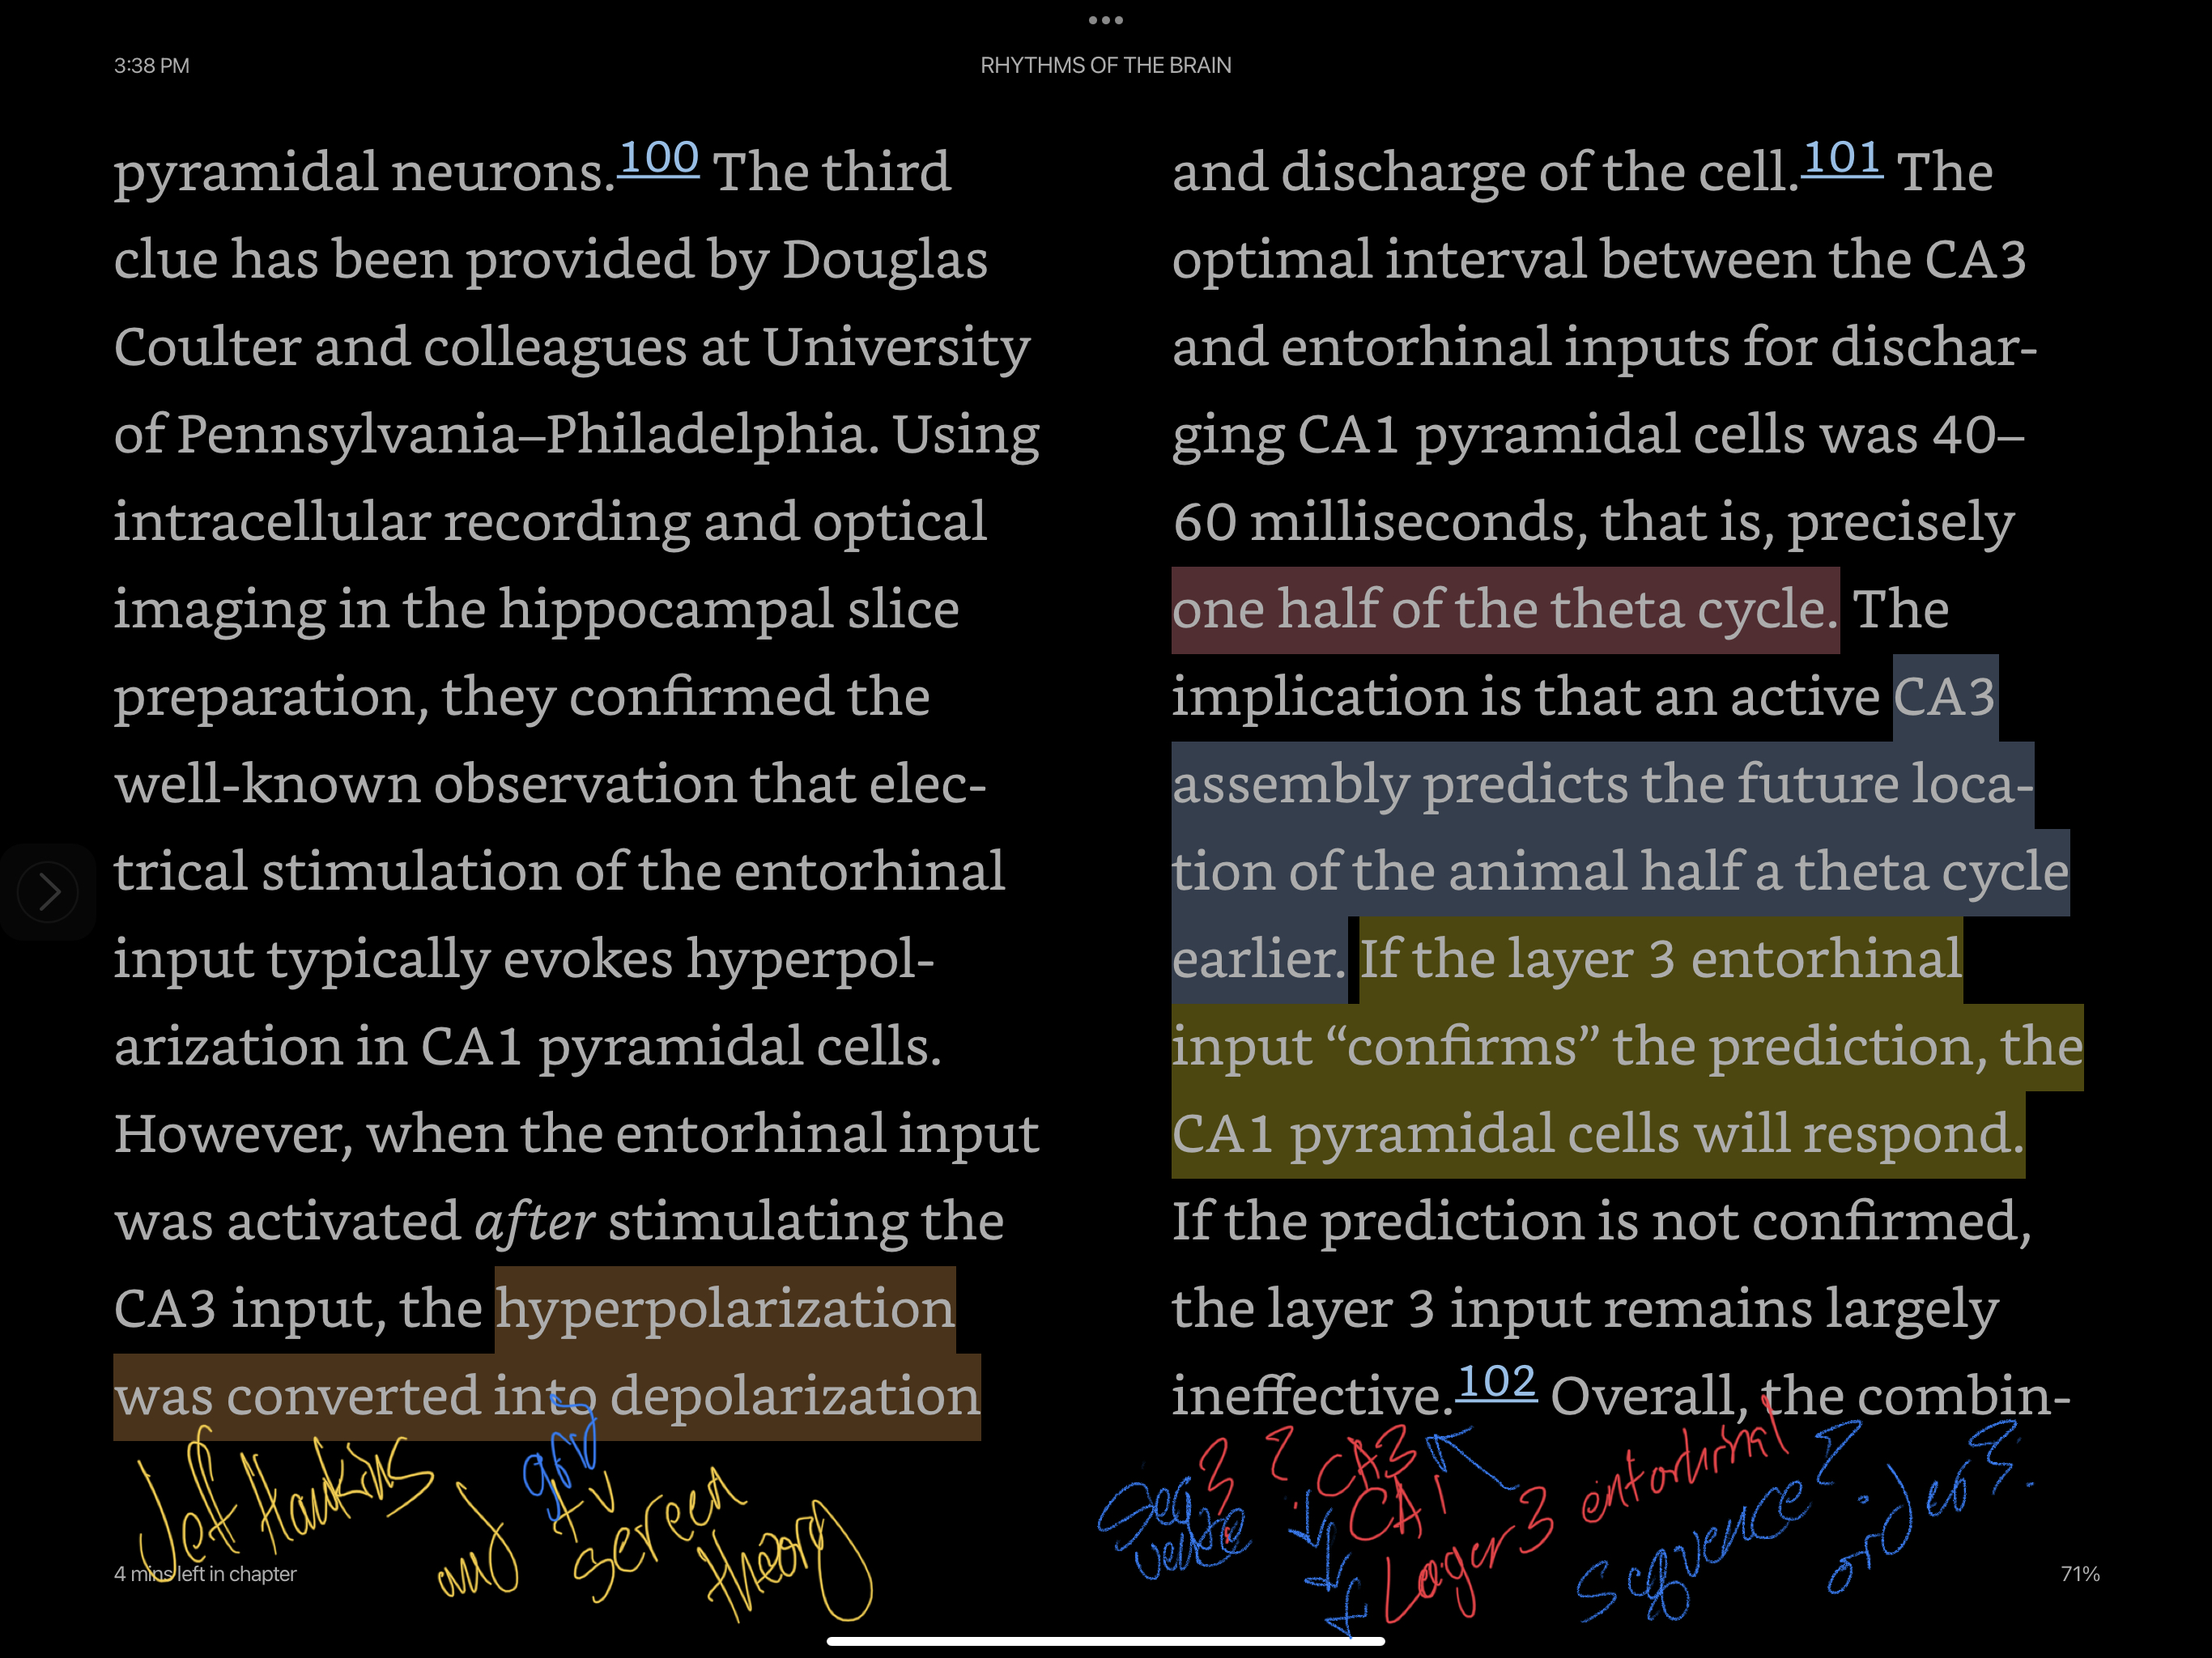 3:38 PM
RHYTHMS OF THE BRAIN
pyramidal neurons.100 The third
clue has been provided by Douglas
Coulter and colleagues at University
of Pennsylvania–Philadelphia. Using
intracellular recording and optical
imaging in the hippocampal slice
preparation, they confirmed the
well-known observation that elec-
trical stimulation of the entorhinal
input typically evokes hyperpol-
arization in CA1 pyramidal cells.
However, when the entorhinal input
was activated after stimulating the
CA3 input, the hyperpolarization
was converted into depolarization
and discharge of the cell.101 The
optimal interval between the CA3
and entorhinal inputs for dischar-
ging CA1 pyramidal cells was 40–
60 milliseconds, that is, precisely
one half of the theta cycle. The
implication is that an active CA3
assembly predicts the future loca-
tion of the animal half a theta cycle
earlier. If the layer 3 entorhinal
input “confirms” the prediction, the
CA1 pyramidal cells will respond.
If the prediction is not confirmed,
the layer 3 input remains largely
ineffective.102 Overall, the combin-
Jeff Hawkins
and
grid
tv
screen
theory
? ? CA3
CA1
Layer 3 entorhinal
sequence?
order?
4 mins left in chapter
71%